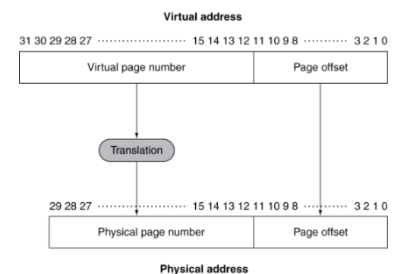 Virtual address
31 30 29 28 27 ··················· 15 14 13 12 11 10 9 8 ·········· 3 2 1 0
Virtual page number Page offset
Translation
29 28 27 ··················· 15 14 13 12 11 10 9 8 ·········· 3 2 1 0
Physical page number Page offset
Physical address